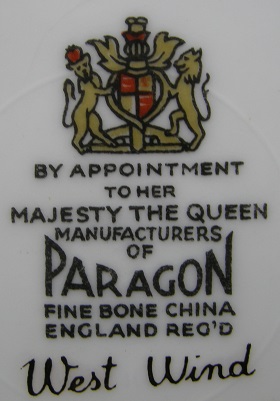 BY APPOINTMENT
TO HER
MAJESTY THE QUEEN
MANUFACTURERS
OF
PARAGON
FINE BONE CHINA
ENGLAND REG'D
West Wind